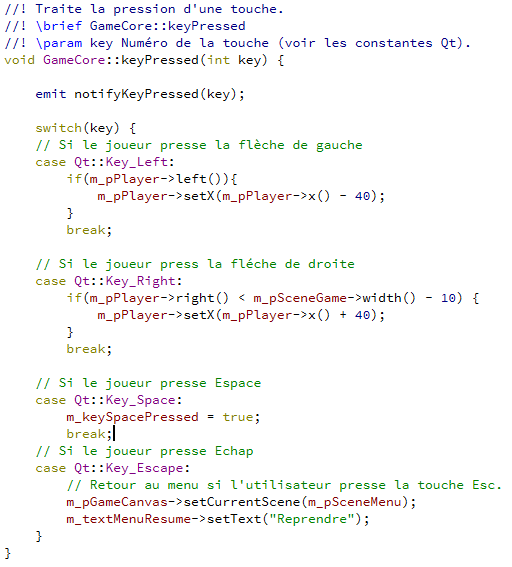 //! Traite la pression d'une touche.
//! \brief GameCore::keyPressed
//! \param key Numéro de la touche (voir les constantes Qt).
void GameCore::keyPressed(int key) {
emit notifyKeyPressed(key);
switch(key) {
// Si le joueur presse la flèche de gauche
case Qt::Key_Left:
if(m_pPlayer->left()){
m_pPlayer->setX(m_pPlayer->x() - 40);
}
break;
// Si le joueur press la fléche de droite
case Qt::Key_Right:
if(m_pPlayer->right() < m_pSceneGame->width() - 10) {
m_pPlayer->setX(m_pPlayer->x() + 40);
}
break;
// Si le joueur presse Espace
case Qt::Key_Space:
m_keySpacePressed = true;
break;
// Si le joueur presse Echap
case Qt::Key_Escape:
// Retour au menu si l'utilisateur presse la touche Esc.
m_pGameCanvas->setCurrentScene(m_pSceneMenu);
m_textMenuResume->setText("Reprendre");
}
}